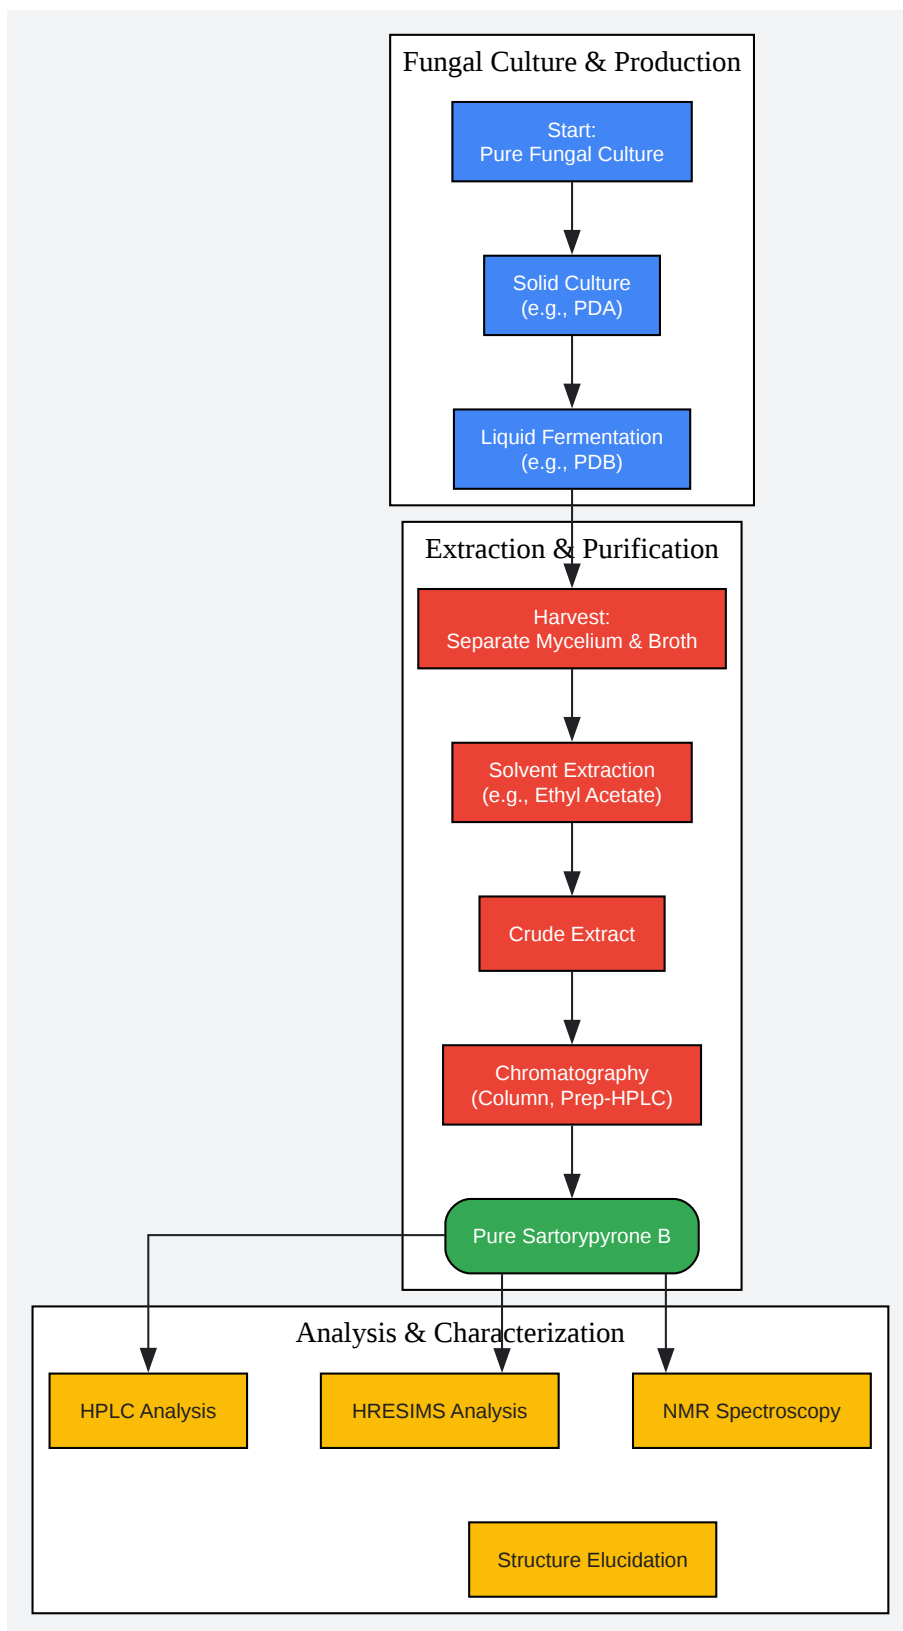 Fungal Culture & Production
Start:
Pure Fungal Culture
Solid Culture
(e.g., PDA)
Liquid Fermentation
(e.g., PDB)
Extraction & Purification
Harvest:
Separate Mycelium & Broth
Solvent Extraction
(e.g., Ethyl Acetate)
Crude Extract
Chromatography
(Column, Prep-HPLC)
Pure Sartorypyrone B
Analysis & Characterization
HPLC Analysis
HRESIMS Analysis
NMR Spectroscopy
Structure Elucidation